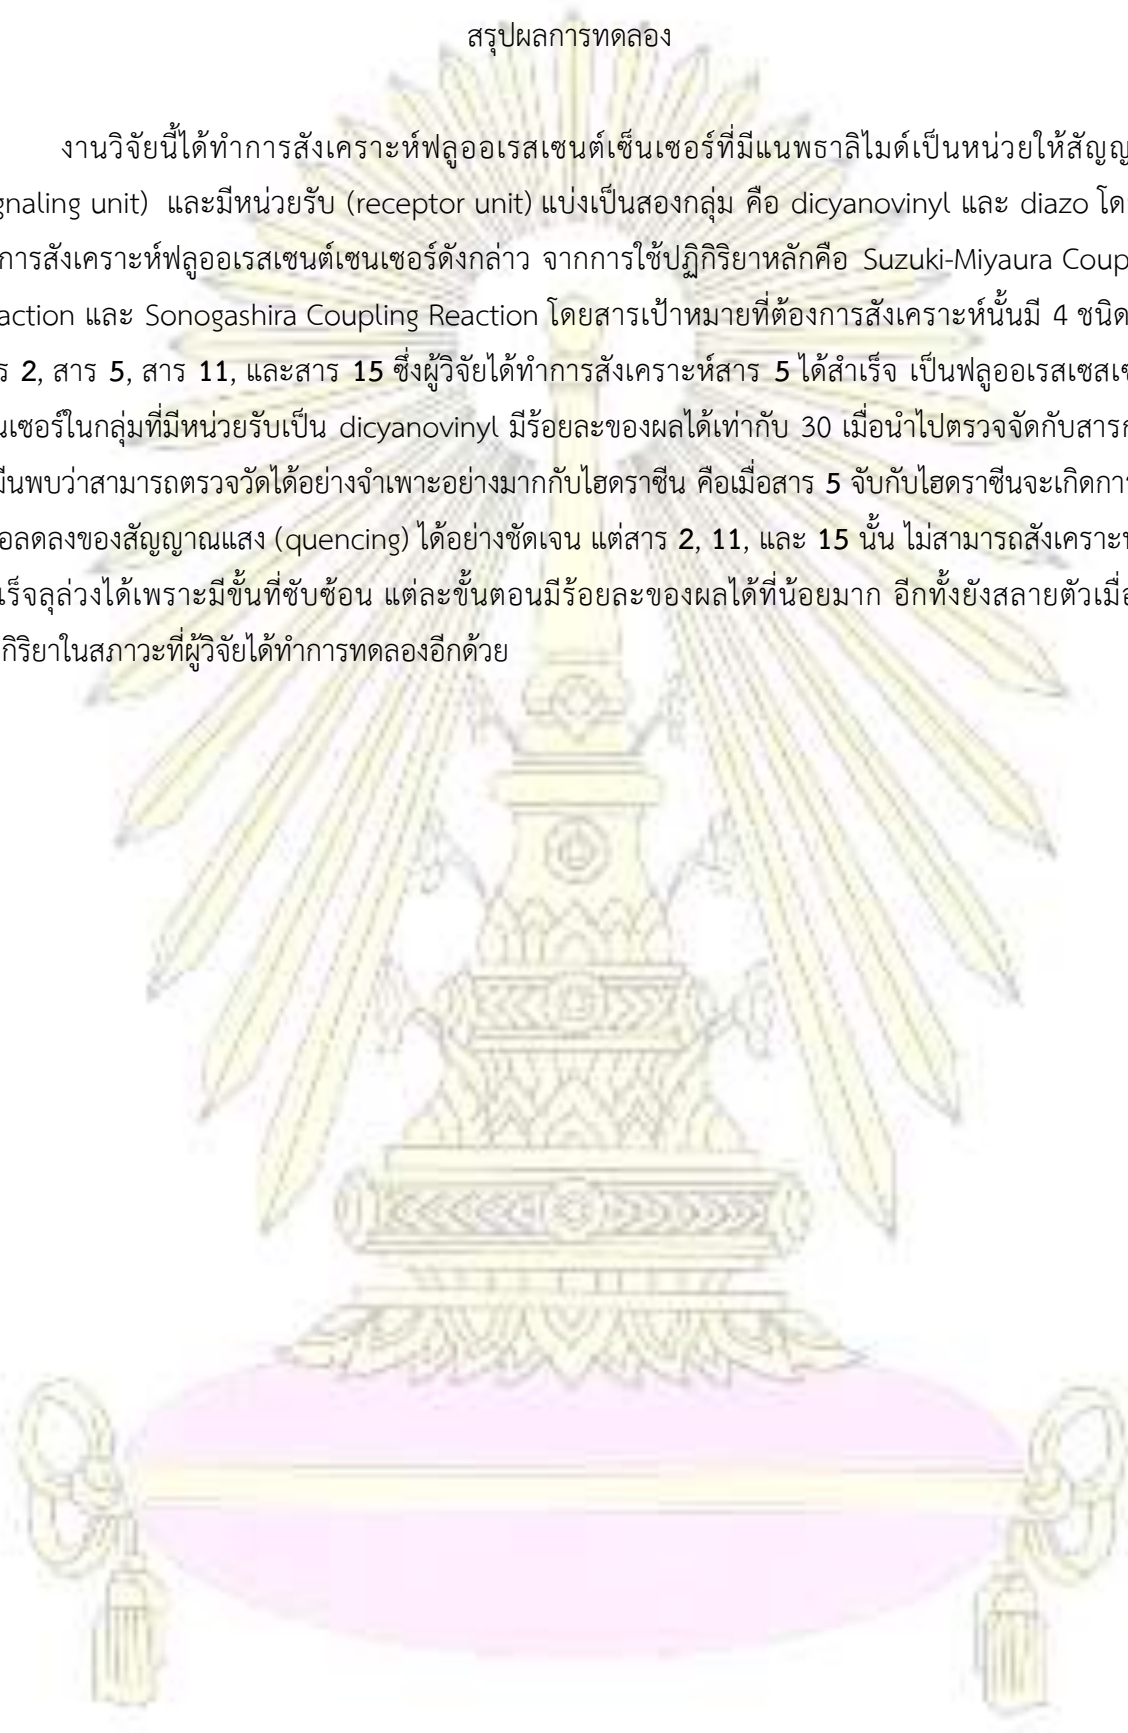 สรุปผลการทดลอง
งานวิจัยนี้ได้ทำการสังเคราะห์ฟลูออเรสเซนต์เซ็นเซอร์ที่มีแนพธาลิไมด์เป็นหน่วยให้สัญญ
gnaling unit) และมีหน่วยรับ (receptor unit) แบ่งเป็นสองกลุ่ม คือ dicyanovinyl และ diazo โด
การสังเคราะห์ฟลูออเรสเซนต์เซนเซอร์ดังกล่าว จากการใช้ปฏิกิริยาหลักคือ Suzuki-Miyaura Coup
action และ Sonogashira Coupling Reaction โดยสารเป้าหมายที่ต้องการสังเคราะห์นั้นมี 4 ชนิด
ร 2, สาร 5, สาร 11, และสาร 15 ซึ่งผู้วิจัยได้ทำการสังเคราะห์สาร 5 ได้สำเร็จ เป็นฟลูออเรสเซสเซ
นเซอร์ในกลุ่มที่มีหน่วยรับเป็น dicyanovinyl มีร้อยละของผลได้เท่ากับ 30 เมื่อนำไปตรวจจัดกับสารก
มีนพบว่าสามารถตรวจวัดได้อย่างจำเพาะอย่างมากกับไฮดราซีน คือเมื่อสาร 5 จับกับไฮดราซีนจะเกิดการ
อลดลงของสัญญาณแสง (quencing) ได้อย่างชัดเจน แต่สาร 2, 11, และ 15 นั้น ไม่สามารถสังเคราะห
เร็จลุล่วงได้เพราะมีขั้นที่ซับซ้อน แต่ละขั้นตอนมีร้อยละของผลได้ที่น้อยมาก อีกทั้งยังสลายตัวเมื่อ
กิริยาในสภาวะที่ผู้วิจัยได้ทำการทดลองอีกด้วย